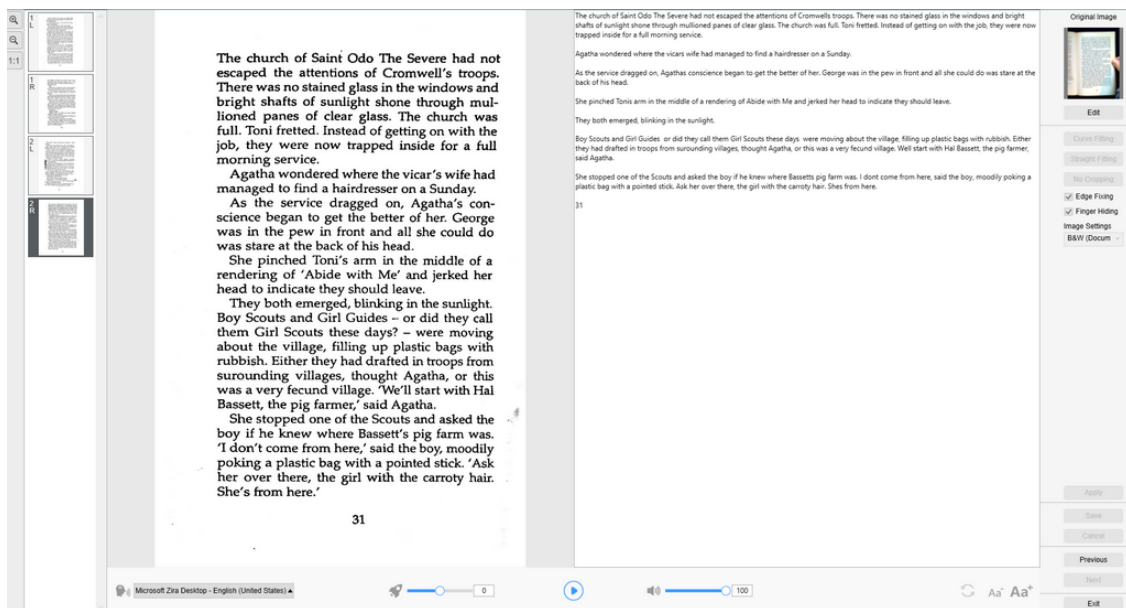 1
L
1
R
2
L
2
R
1:1
The church of Saint Odo The Severe had not
escaped the attentions of Cromwell's troops.
There was no stained glass in the windows and
bright shafts of sunlight shone through mul-
lioned panes of clear glass. The church was
full. Toni fretted. Instead of getting on with the
job, they were now trapped inside for a full
morning service.
Agatha wondered where the vicar's wife had
managed to find a hairdresser on a Sunday.
As the service dragged on, Agatha's con-
science began to get the better of her. George
was in the pew in front and all she could do
was stare at the back of his head.
She pinched Toni's arm in the middle of a
rendering of 'Abide with Me' and jerked her
head to indicate they should leave.
They both emerged, blinking in the sunlight.
Boy Scouts and Girl Guides – or did they call
them Girl Scouts these days? – were moving
about the village, filling up plastic bags with
rubbish. Either they had drafted in troops from
surounding villages, thought Agatha, or this
was a very fecund village. 'We'll start with Hal
Bassett, the pig farmer,' said Agatha.
She stopped one of the Scouts and asked the
boy if he knew where Bassett's pig farm was.
'I don't come from here,' said the boy, moodily
poking a plastic bag with a pointed stick. 'Ask
her over there, the girl with the carroty hair.
She's from here.'
31
The church of Saint Odo The Severe had not escaped the attentions of Cromwells troops. There was no stained glass in the windows and bright
shafts of sunlight shone through mullioned panes of clear glass. The church was full. Toni fretted. Instead of getting on with the job, they were now
trapped inside for a full morning service.
Agatha wondered where the vicars wife had managed to find a hairdresser on a Sunday.
As the service dragged on, Agathas conscience began to get the better of her. George was in the pew in front and all she could do was stare at the
back of his head.
She pinched Tonis arm in the middle of a rendering of Abide with Me and jerked her head to indicate they should leave.
They both emerged, blinking in the sunlight.
Boy Scouts and Girl Guides  or did they call them Girl Scouts these days  were moving about the village, filling up plastic bags with rubbish. Either
they had drafted in troops from surounding villages, thought Agatha, or this was a very fecund village. Well start with Hal Bassett, the pig farmer,
said Agatha.
She stopped one of the Scouts and asked the boy if he knew where Bassetts pig farm was. I dont come from here, said the boy, moodily poking a
plastic bag with a pointed stick. Ask her over there, the girl with the carroty hair. Shes from here.
31
Original Image
Edit
Curve Fitting
Straight Fitting
No Cropping
Edge Fixing
Finger Hiding
Image Settings
B&W (Docum
Apply
Save
Cancel
Previous
Next
Exit
Microsoft Zira Desktop - English (United States)
0
100
Aa-
Aa+